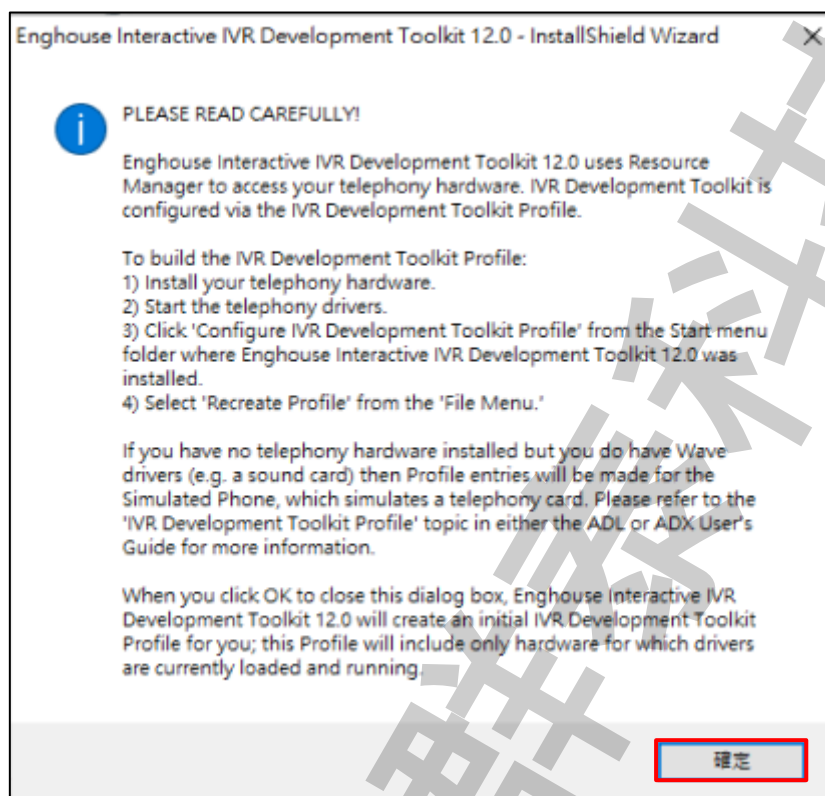 Enghouse Interactive IVR Development Toolkit 12.0 - InstallShield Wizard
PLEASE READ CAREFULLY!
Enghouse Interactive IVR Development Toolkit 12.0 uses Resource
Manager to access your telephony hardware. IVR Development Toolkit is
configured via the IVR Development Toolkit Profile.
To build the IVR Development Toolkit Profile:
1) Install your telephony hardware.
2) Start the telephony drivers.
3) Click 'Configure IVR Development Toolkit Profile' from the Start menu
folder where Enghouse Interactive IVR Development Toolkit 12.0 was
installed.
4) Select 'Recreate Profile' from the 'File Menu.'
If you have no telephony hardware installed but you do have Wave
drivers (e.g. a sound card) then Profile entries will be made for the
Simulated Phone, which simulates a telephony card. Please refer to the
'IVR Development Toolkit Profile' topic in either the ADL or ADX User's
Guide for more information.
When you click OK to close this dialog box, Enghouse Interactive IVR
Development Toolkit 12.0 will create an initial IVR Development Toolkit
Profile for you; this Profile will include only hardware for which drivers
are currently loaded and running.
確定